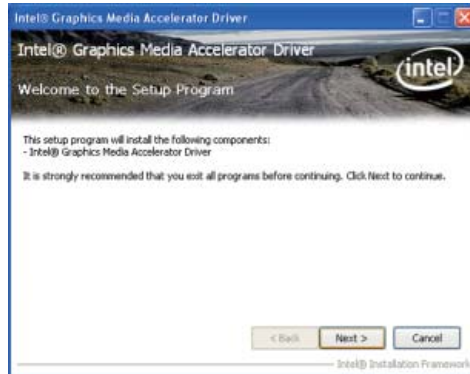 Intel® Graphics Media Accelerator Driver
Intel® Graphics Media Accelerator Driver
intel
Welcome to the Setup Program
This setup program will install the following components:
- Intel® Graphics Media Accelerator Driver
It is strongly recommended that you exit all programs before continuing. Click Next to continue.
< Back Next > Cancel
Intel® Installation Framework